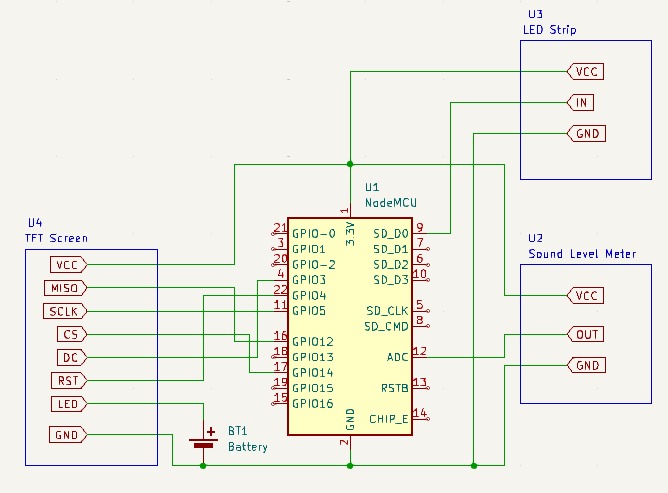 U3
LED Strip
VCC
IN
GND
U1
NodeMCU
1
3.3V
21 GPIO-0
3 GPIO1
20 GPIO-2
4 GPIO3
22 GPIO4
11 GPIO5
16 GPIO12
18 GPIO13
17 GPIO14
19 GPIO15
15 GPIO16
SD_D0 9
SD_D1 7
SD_D2 6
SD_D3 10
SD_CLK 5
SD_CMD 8
ADC 12
RSTB 13
CHIP_E 14
GND
2
U4
TFT Screen
VCC
MISO
SCLK
CS
DC
RST
LED
GND
+
BT1
Battery
U2
Sound Level Meter
VCC
OUT
GND